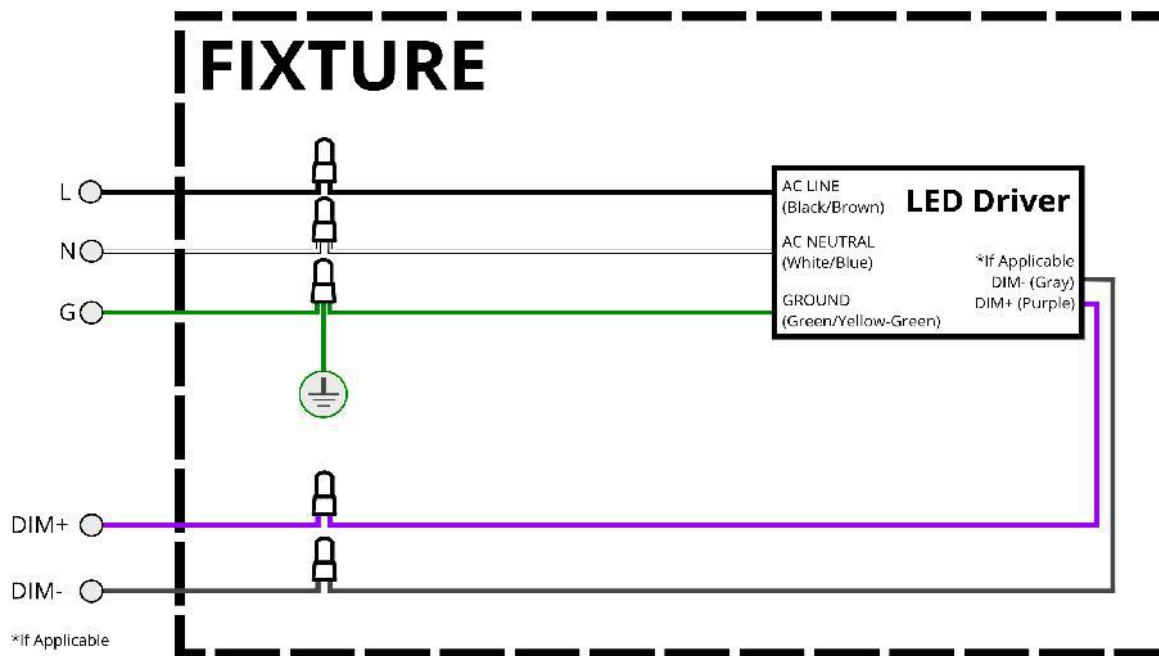 FIXTURE
L
N
G
AC LINE
(Black/Brown)
LED Driver
AC NEUTRAL
(White/Blue)
GROUND
(Green/Yellow-Green)
*If Applicable
DIM- (Gray)
DIM+ (Purple)
DIM+
DIM-
*If Applicable